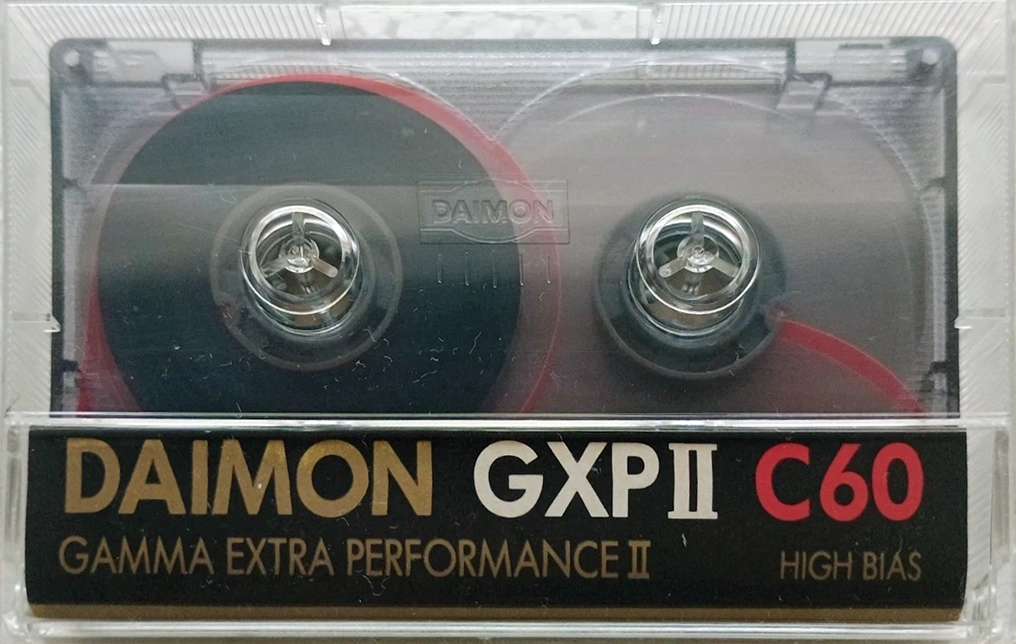 DAIMON
DAIMON GXPII C60
GAMMA EXTRA PERFORMANCE II
HIGH BIAS